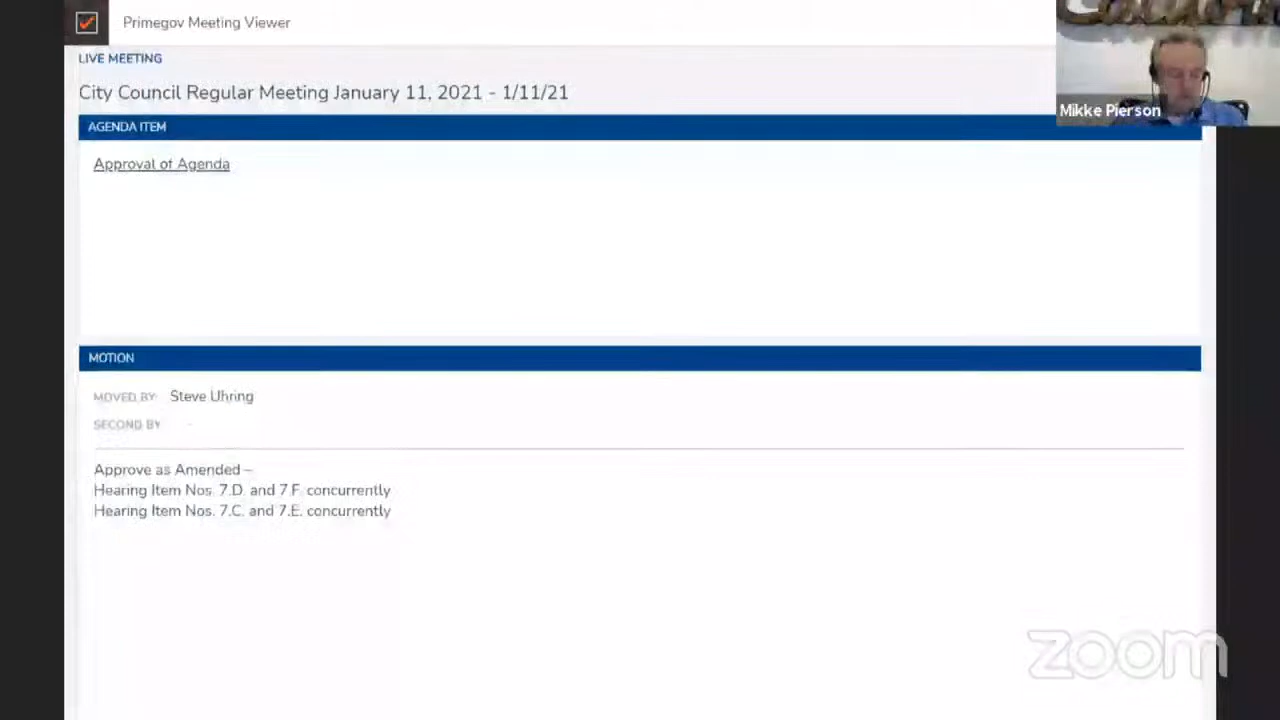 Primegov Meeting Viewer
LIVE MEETING
City Council Regular Meeting January 11, 2021 - 1/11/21
Mikke Pierson
AGENDA ITEM
Approval of Agenda
MOTION
MOVED BY: Steve Uhring
SECOND BY:
Approve as Amended –
Hearing Item Nos. 7.D. and 7.F. concurrently
Hearing Item Nos. 7.C. and 7.E. concurrently
zoom